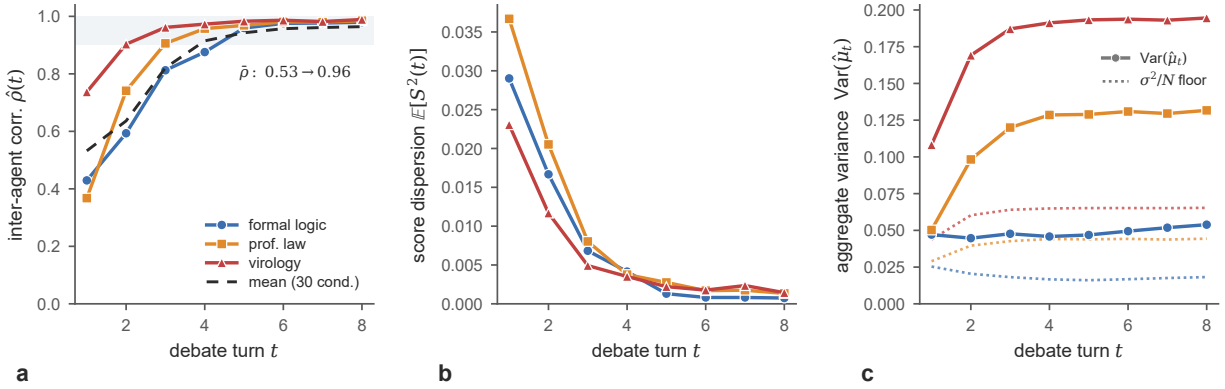 inter-agent corr. ρ̂(t)
1.0
0.8
0.6
0.4
0.2
0.0
ρ̄ : 0.53→0.96
formal logic
prof. law
virology
mean (30 cond.)
2 4 6 8
debate turn t
a
score dispersion 𝔼[S²(t)]
0.035
0.030
0.025
0.020
0.015
0.010
0.005
0.000
2 4 6 8
debate turn t
b
aggregate variance Var(μ̂ₜ)
0.200
0.175
0.150
0.125
0.100
0.075
0.050
0.025
0.000
Var(μ̂ₜ)
σ²/N floor
2 4 6 8
debate turn t
c